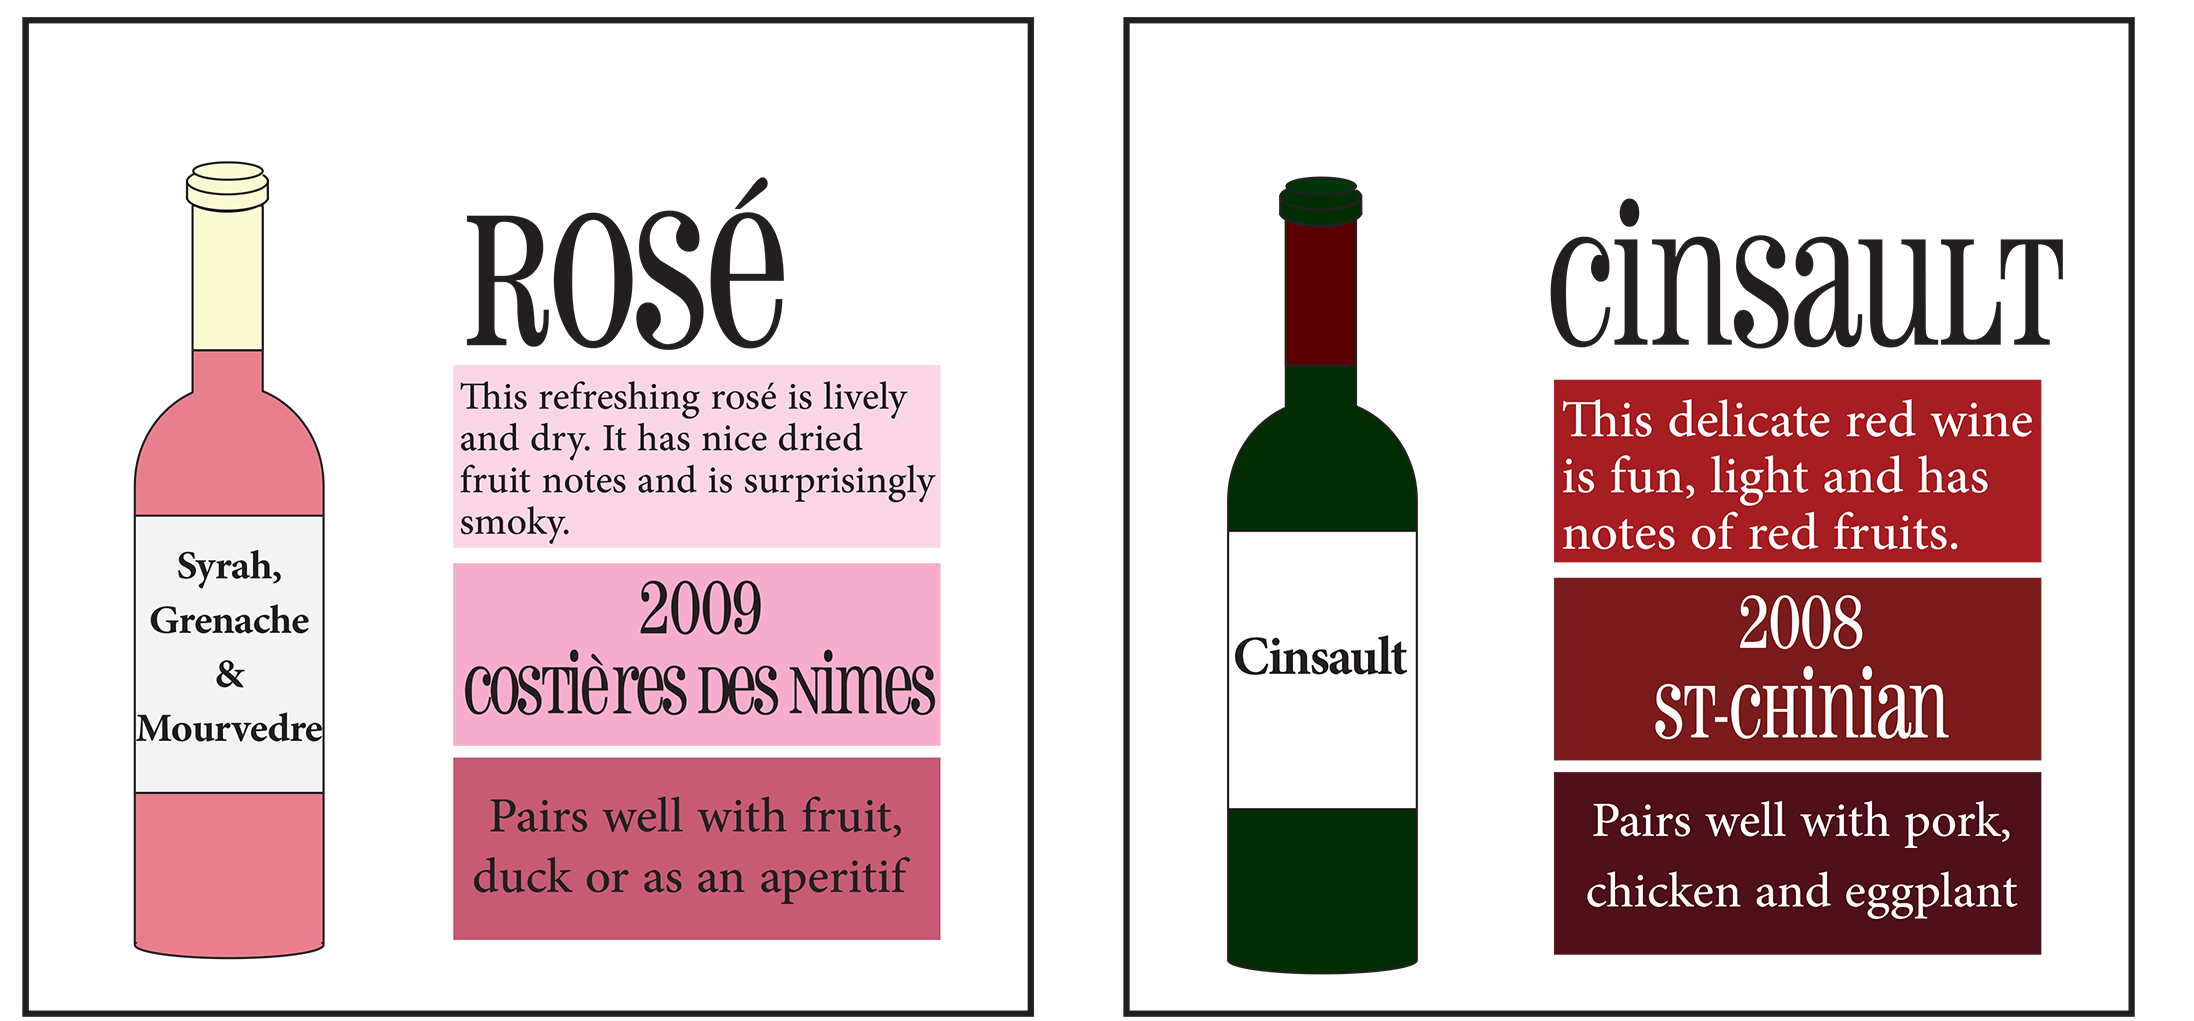 Rosé
This refreshing rosé is lively
and dry. It has nice dried
fruit notes and is surprisingly
smoky.
2009
Costières des Nimes
Pairs well with fruit,
duck or as an aperitif
Syrah,
Grenache
&
Mourvedre
cinsault
This delicate red wine
is fun, light and has
notes of red fruits.
2008
St-Chinian
Pairs well with pork,
chicken and eggplant
Cinsault